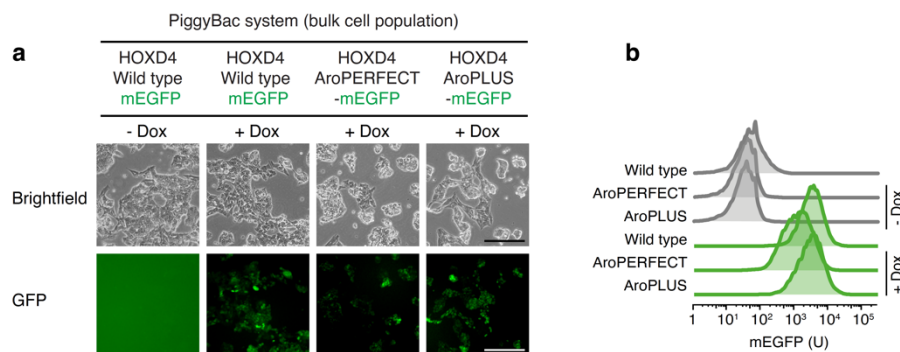 PiggyBac system (bulk cell population)
a
HOXD4
Wild type
mEGFP
HOXD4
Wild type
mEGFP
HOXD4
AroPERFECT
-mEGFP
HOXD4
AroPLUS
-mEGFP
- Dox
+ Dox
+ Dox
+ Dox
Brightfield
GFP
b
Wild type
AroPERFECT
AroPLUS
Wild type
AroPERFECT
AroPLUS
- Dox
+ Dox
1 10¹ 10² 10³ 10⁴ 10⁵
mEGFP (U)